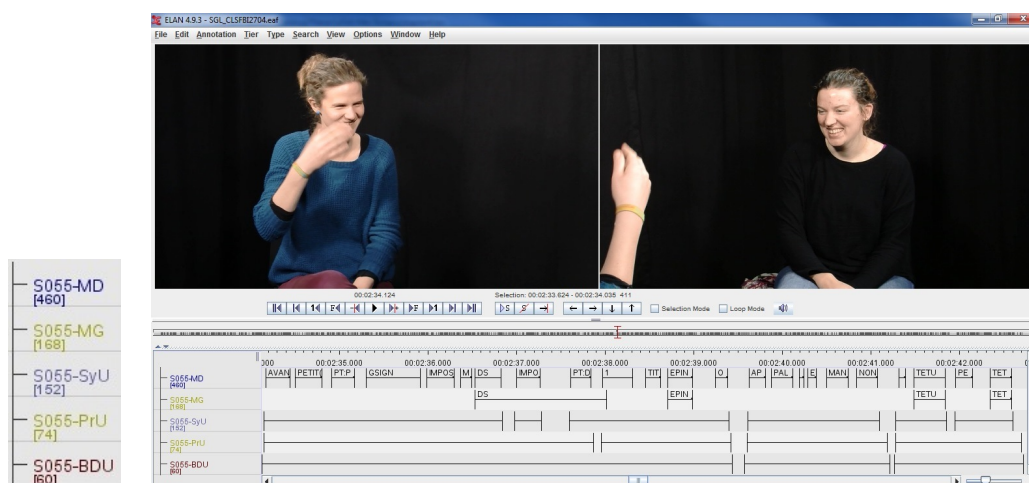 S055-MD
[460]
S055-MG
[168]
S055-SyU
[152]
S055-PrU
[74]
S055-BDU
[60]
ELAN 4.9.3 - SGL_CLSFBI2704.eaf
File Edit Annotation Tier Type Search View Options Window Help
00:02:34.124 Selection: 00:02:33.624 - 00:02:34.035 411
DS S Selection Mode Loop Mode
000 00:02:35.000 00:02:36.000 00:02:37.000 00:02:38.000 00:02:39.000 00:02:40.000 00:02:41.000 00:02:42.000
S055-MD AVAN PETITI PT:P GSIGN IMPOS M DS IMPO PT:D 1 TIT EPIN O AP PAL E MAN NON TETU PE TET
[460]
S055-MG DS EPIN TETU TET
[168]
S055-SyU
[152]
S055-PrU
[74]
S055-BDU
[60]